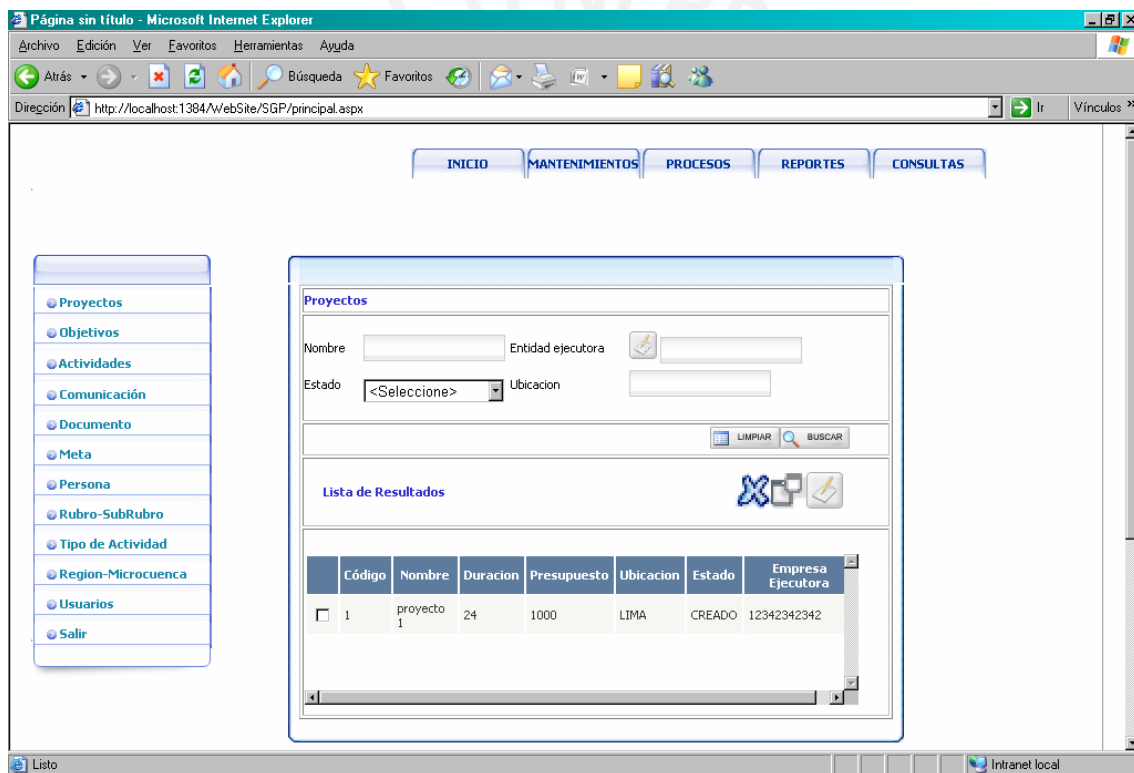 Página sin título - Microsoft Internet Explorer
Archivo Edición Ver Favoritos Herramientas Ayuda
Atrás Búsqueda Favoritos
Dirección http://localhost:1384/WebSite/SGP/principal.aspx Ir Vínculos »
INICIO MANTENIMIENTOS PROCESOS REPORTES CONSULTAS
Proyectos
Objetivos
Actividades
Comunicación
Documento
Meta
Persona
Rubro-SubRubro
Tipo de Actividad
Region-Microcuenca
Usuarios
Salir
Proyectos
Nombre Entidad ejecutora
Estado <Seleccione> Ubicacion
LIMPIAR BUSCAR
Lista de Resultados
Código Nombre Duracion Presupuesto Ubicacion Estado Empresa
Ejecutora
1 proyecto 24 1000 LIMA CREADO 12342342342
1
Listo Intranet local